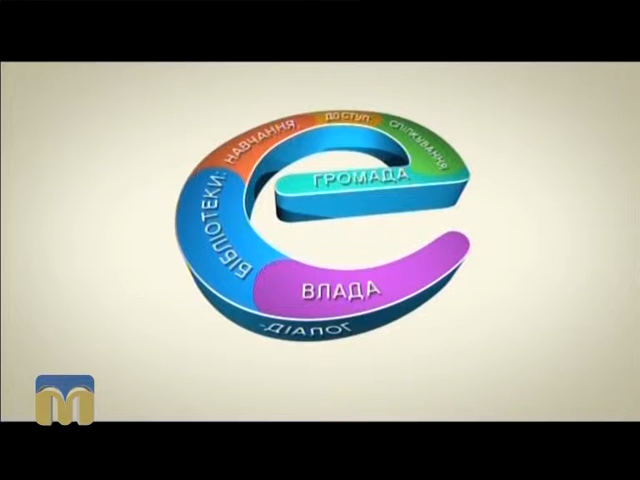 НАВЧАННЯ,
ДОСТУП,
СПІЛКУВАННЯ
ГРОМАДА
БІБЛІОТЕКИ:
ВЛАДА
-ДІАЛОГ